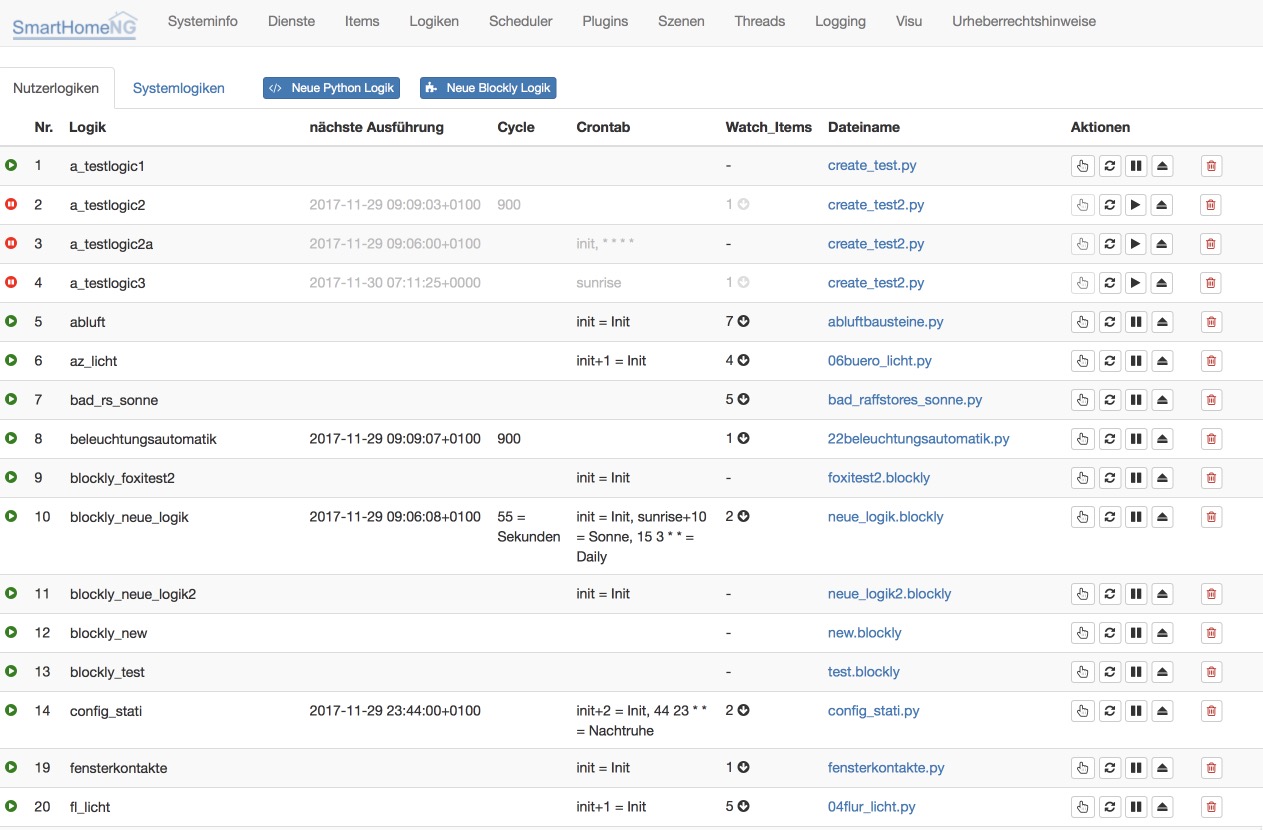 SmartHomeNG Systeminfo Dienste Items Logiken Scheduler Plugins Szenen Threads Logging Visu Urheberrechtshinweise
Nutzerlogiken Systemlogiken </> Neue Python Logik Neue Blockly Logik
Nr. Logik nächste Ausführung Cycle Crontab Watch_Items Dateiname Aktionen
1 a_testlogic1 - create_test.py
2 a_testlogic2 2017-11-29 09:09:03+0100 900 1 create_test2.py
3 a_testlogic2a 2017-11-29 09:06:00+0100 init, * * * * - create_test2.py
4 a_testlogic3 2017-11-30 07:11:25+0000 sunrise 1 create_test2.py
5 abluft init = Init 7 abluftbausteine.py
6 az_licht init+1 = Init 4 06buero_licht.py
7 bad_rs_sonne 5 bad_raffstores_sonne.py
8 beleuchtungsautomatik 2017-11-29 09:09:07+0100 900 1 22beleuchtungsautomatik.py
9 blockly_foxitest2 init = Init - foxitest2.blockly
10 blockly_neue_logik 2017-11-29 09:06:08+0100 55 = init = Init, sunrise+10 2 neue_logik.blockly
Sekunden = Sonne, 15 3 * * =
Daily
11 blockly_neue_logik2 init = Init - neue_logik2.blockly
12 blockly_new - new.blockly
13 blockly_test - test.blockly
14 config_stati 2017-11-29 23:44:00+0100 init+2 = Init, 44 23 * * 2 config_stati.py
= Nachtruhe
19 fensterkontakte init = Init 1 fensterkontakte.py
20 fl_licht init+1 = Init 5 04flur_licht.py